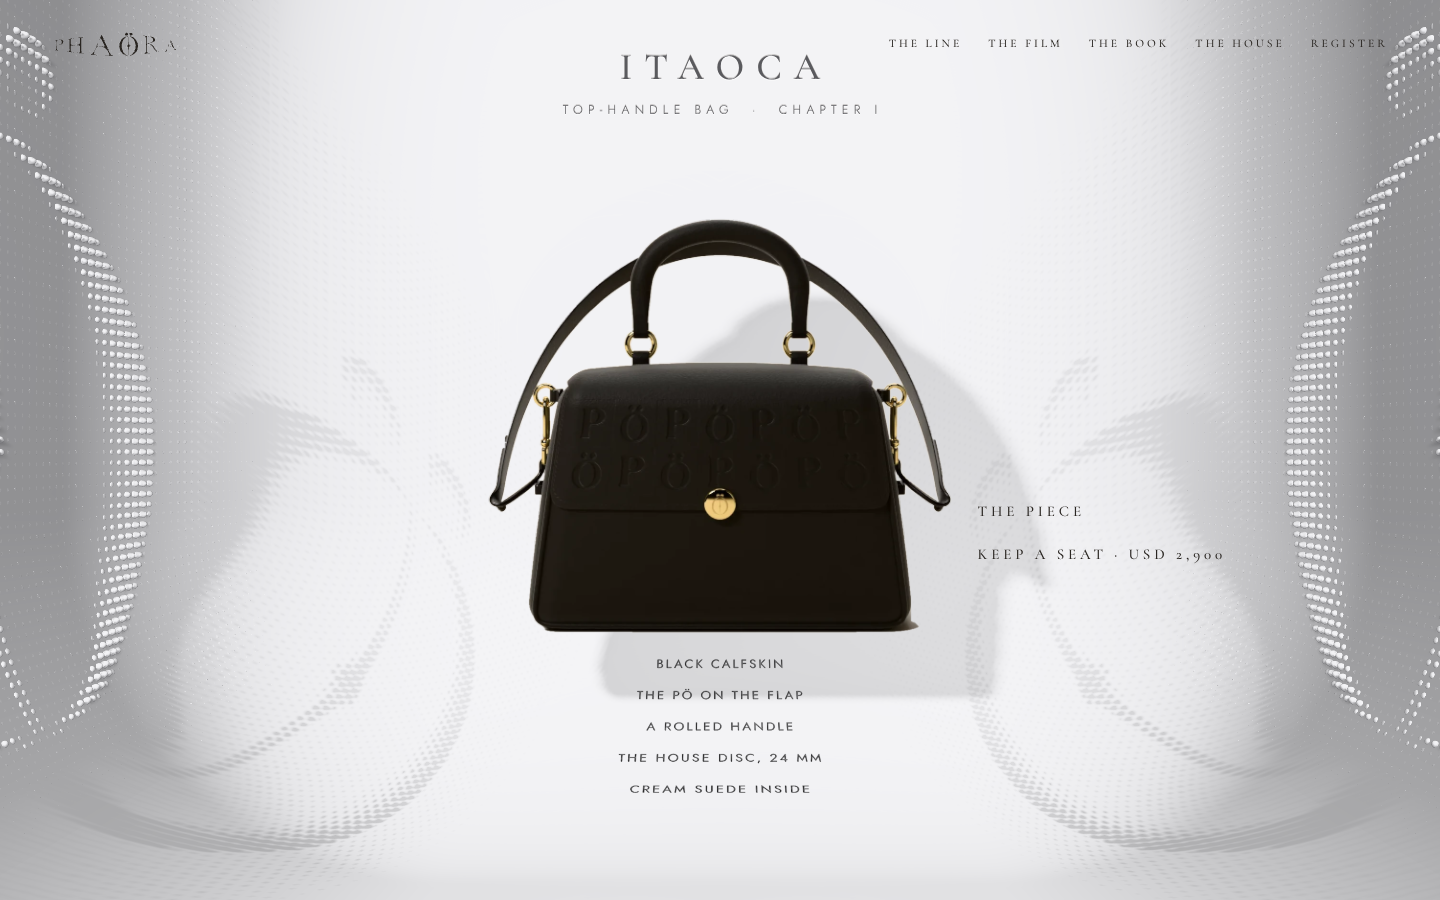 PHAÖRA
THE LINE THE FILM THE BOOK THE HOUSE REGISTER
ITAOCA
TOP-HANDLE BAG · CHAPTER I
PÖPÖPÖP
ÖPÖPÖPÖ
THE PIECE
KEEP A SEAT · USD 2,900
BLACK CALFSKIN
THE PÖ ON THE FLAP
A ROLLED HANDLE
THE HOUSE DISC, 24 MM
CREAM SUEDE INSIDE